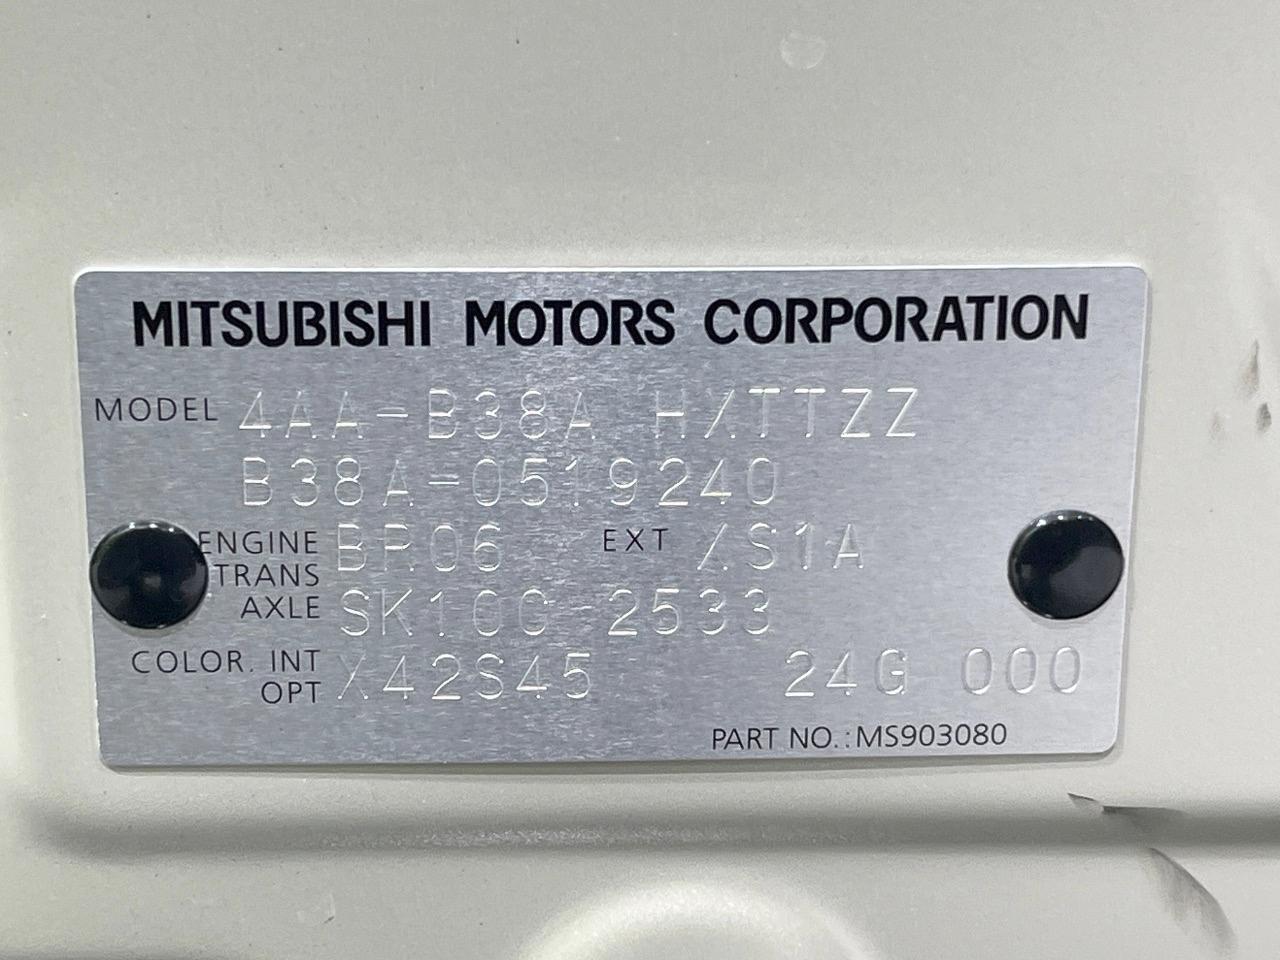 MITSUBISHI MOTORS CORPORATION
MODEL 4AA-B38A HXTTZZ
B38A-0519240
ENGINE BR06 EXT XS1A
TRANS
AXLE SK10C 2533
COLOR. INT
OPT X42S45 24G 000
PART NO.:MS903080